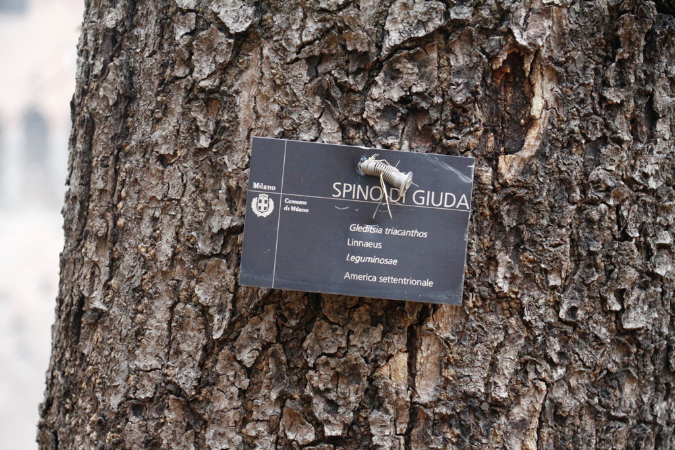 Milano
SPINO DI GIUDA
Comune
di Milano
Gleditsia triacanthos
Linnaeus
Leguminosae
America settentrionale